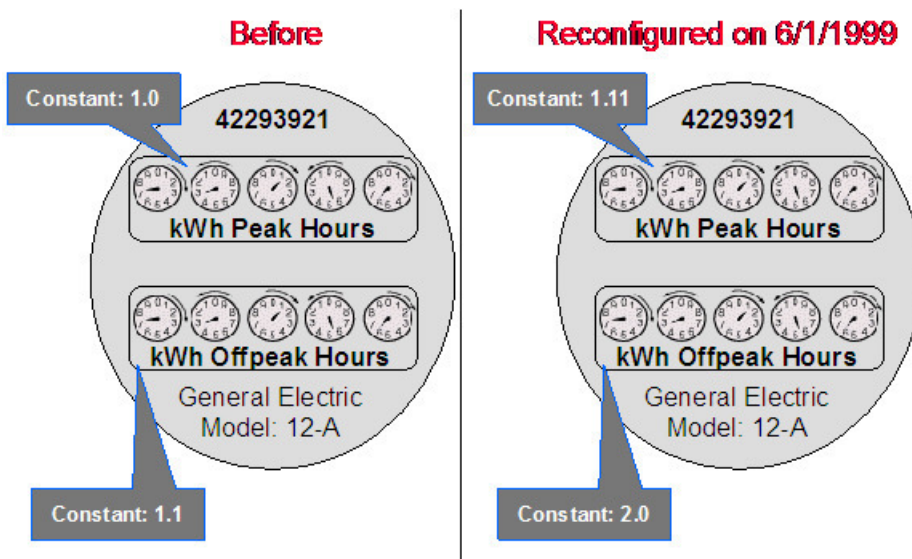 Before
Constant: 1.0
42293921
kWh Peak Hours
kWh Offpeak Hours
General Electric
Model: 12-A
Constant: 1.1
Reconfigured on 6/1/1999
Constant: 1.11
42293921
kWh Peak Hours
kWh Offpeak Hours
General Electric
Model: 12-A
Constant: 2.0